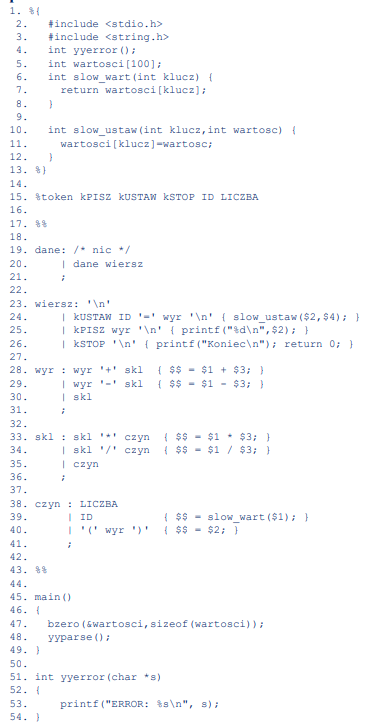 1. %{
2. #include <stdio.h>
3. #include <string.h>
4. int yyerror();
5. int wartosci[100];
6. int slow_wart(int klucz) {
7. return wartosci[klucz];
8. }
9.
10. int slow_ustaw(int klucz,int wartosc) {
11. wartosci[klucz]=wartosc;
12. }
13. %}
14.
15. %token kPISZ kUSTAW kSTOP ID LICZBA
16.
17. %%
18.
19. dane: /* nic */
20. | dane wiersz
21. ;
22.
23. wiersz: '\n'
24. | kUSTAW ID '=' wyr '\n' { slow_ustaw($2,$4); }
25. | kPISZ wyr '\n' { printf("%d\n",$2); }
26. | kSTOP '\n' { printf("Koniec\n"); return 0; }
27.
28. wyr : wyr '+' skl { $$ = $1 + $3; }
29. | wyr '-' skl { $$ = $1 - $3; }
30. | skl
31. ;
32.
33. skl : skl '*' czyn { $$ = $1 * $3; }
34. | skl '/' czyn { $$ = $1 / $3; }
35. | czyn
36. ;
37.
38. czyn : LICZBA
39. | ID { $$ = slow_wart($1); }
40. | '(' wyr ')' { $$ = $2; }
41. ;
42.
43. %%
44.
45. main()
46. {
47. bzero(&wartosci,sizeof(wartosci));
48. yyparse();
49. }
50.
51. int yyerror(char *s)
52. {
53. printf("ERROR: %s\n", s);
54. }